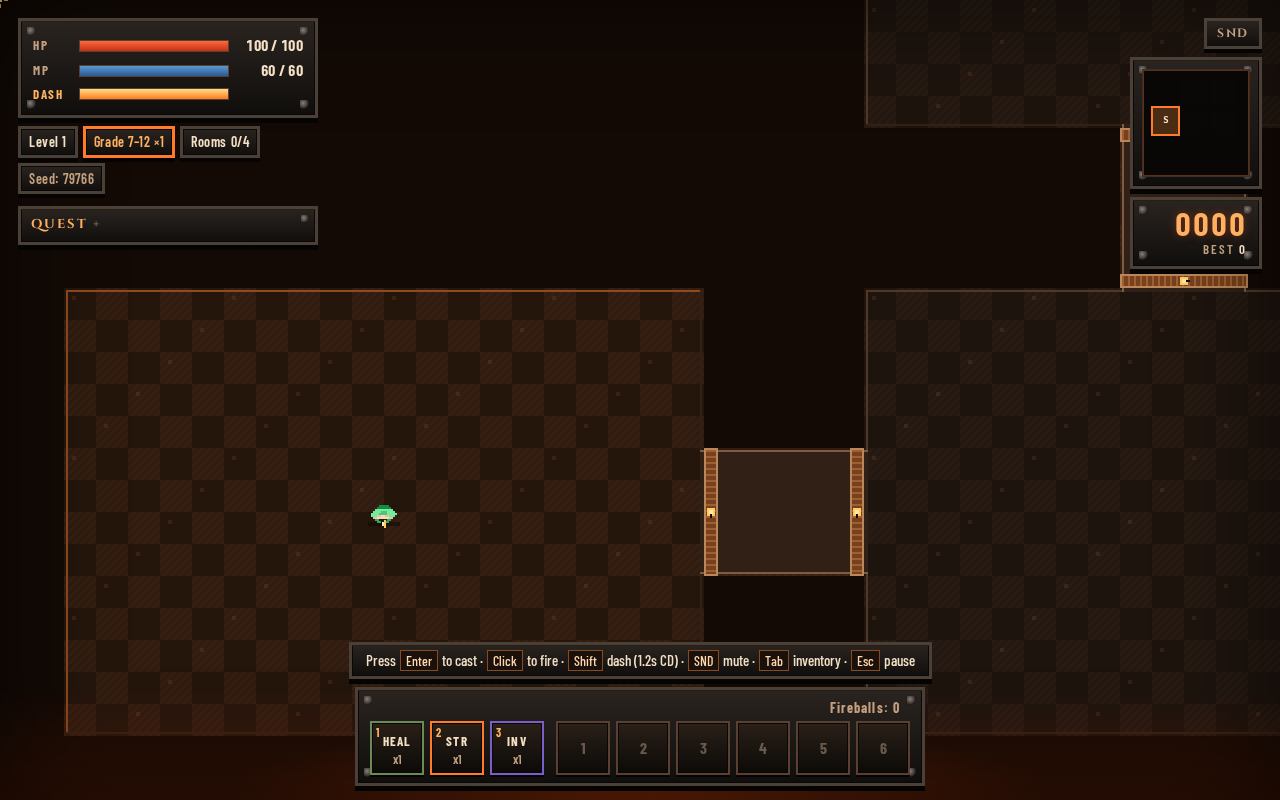 HP 100 / 100
MP 60 / 60
DASH
Level 1 Grade 7-12 ×1 Rooms 0/4
Seed: 79766
QUEST +
SND
S
0000
BEST 0
Press Enter to cast · Click to fire · Shift dash (1.2s CD) · SND mute · Tab inventory · Esc pause
Fireballs: 0
1 HEAL x1
2 STR x1
3 INV x1
1 2 3 4 5 6